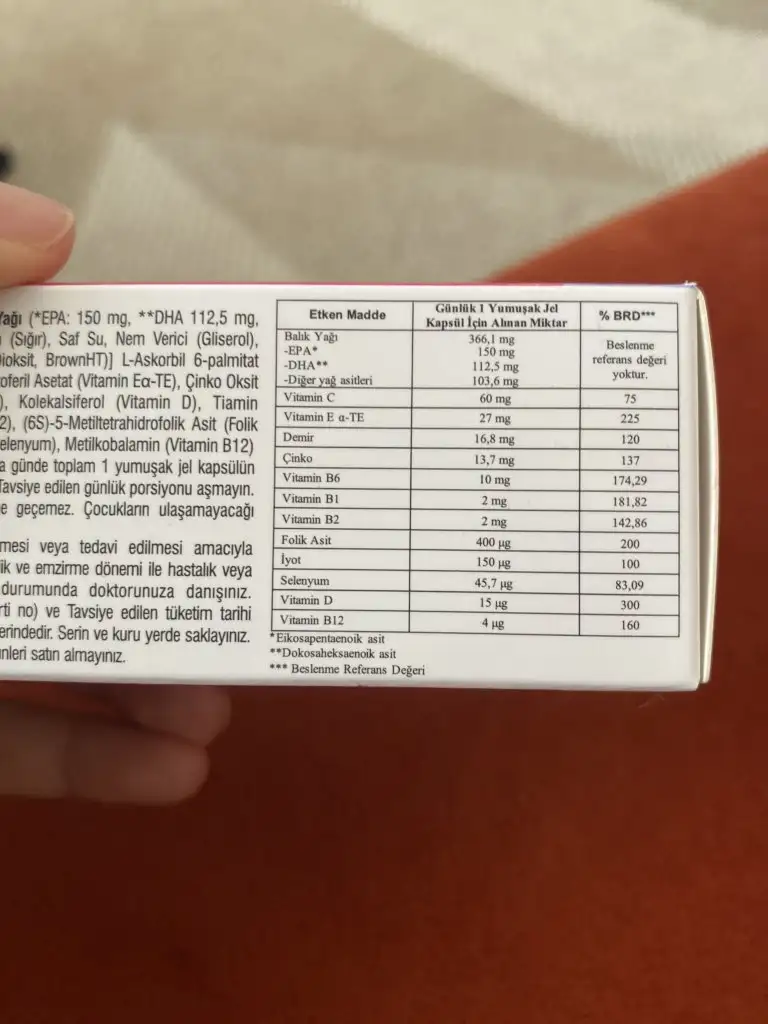 Yağı (*EPA: 150 mg, **DHA 112,5 mg,
(Sığır), Saf Su, Nem Verici (Gliserol),
BrownHT)] L-Askorbil 6-palmitat
Asetat (Vitamin Eα-TE), Çinko Oksit
), Kolekalsiferol (Vitamin D), Tiamin
2), (6S)-5-Metiltetrahidrofolik Asit (Folik
Metilkobalamin (Vitamin B12)
günde toplam 1 yumuşak jel kapsülün
Tavsiye edilen günlük porsiyonu aşmayın.
geçemez. Çocukların ulaşamayacağı
veya tedavi edilmesi amacıyla
ve emzirme dönemi ile hastalık veya
durumunda doktorunuza danışınız.
no) ve Tavsiye edilen tüketim tarihi
Serin ve kuru yerde saklayınız.
satın almayınız.
Etken Madde Günlük 1 Yumuşak Jel Kapsül İçin Alınan Miktar % BRD***
Balık Yağı 366,1 mg Beslenme referans değeri yoktur.
-EPA* 150 mg
-DHA** 112,5 mg
-Diğer yağ asitleri 103,6 mg
Vitamin C 60 mg 75
Vitamin E α-TE 27 mg 225
Demir 16,8 mg 120
Çinko 13,7 mg 137
Vitamin B6 10 mg 174,29
Vitamin B1 2 mg 181,82
Vitamin B2 2 mg 142,86
Folik Asit 400 µg 200
İyot 150 µg 100
Selenyum 45,7 µg 83,09
Vitamin D 15 µg 300
Vitamin B12 4 µg 160
*Eikosapentaenoik asit
**Dokosaheksaenoik asit
*** Beslenme Referans Değeri